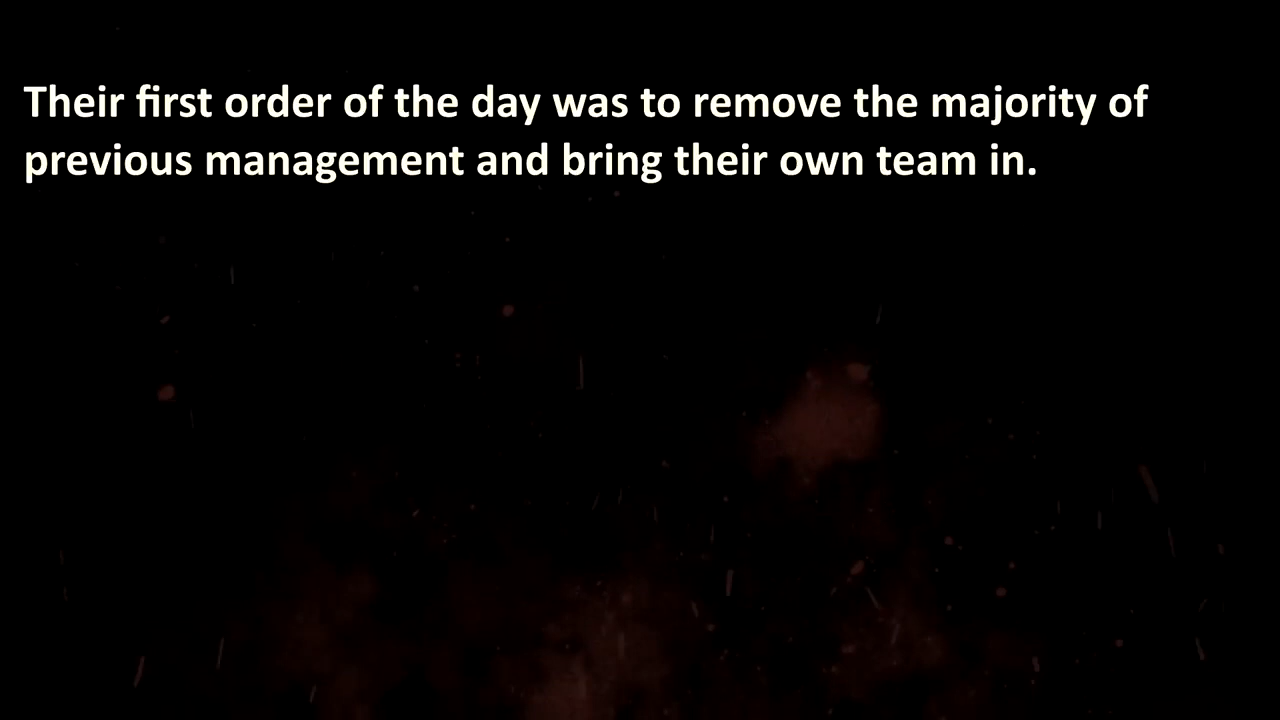 Their first order of the day was to remove the majority of
previous management and bring their own team in.